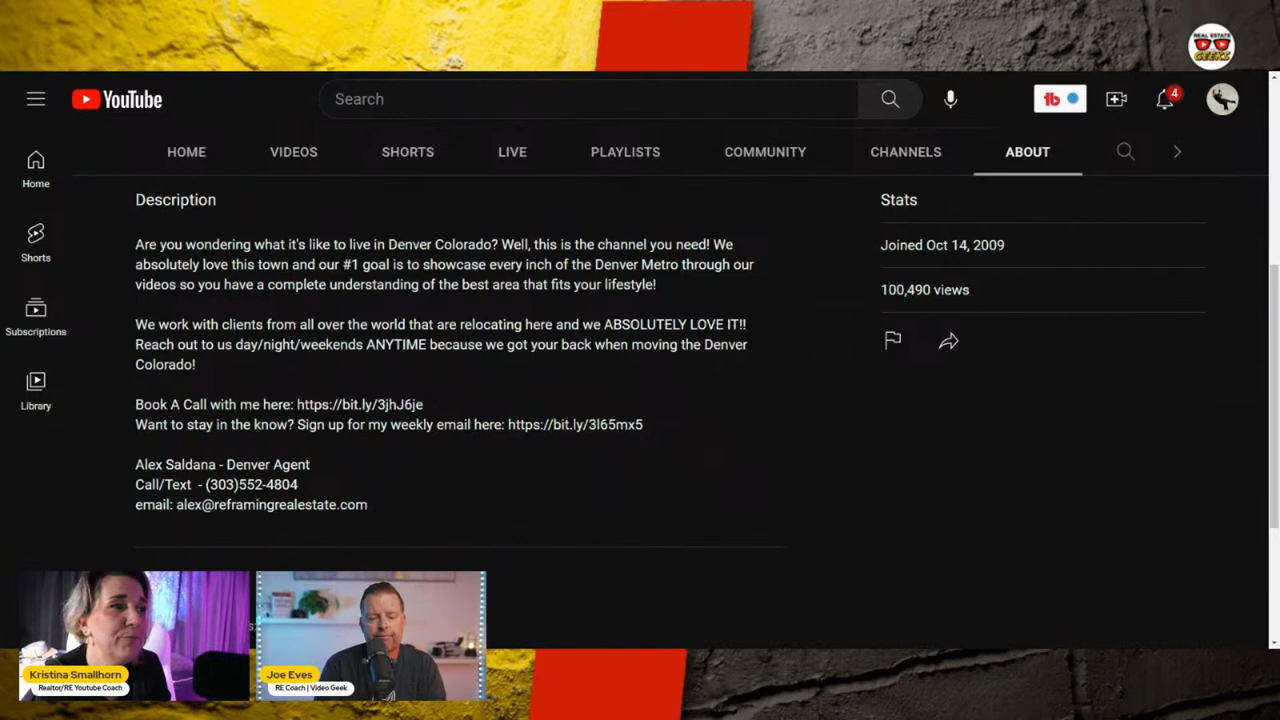 REAL ESTATE
GEEKS
YouTube
Search
tb
4
HOME
VIDEOS
SHORTS
LIVE
PLAYLISTS
COMMUNITY
CHANNELS
ABOUT
Home
Shorts
Subscriptions
Library
Description
Are you wondering what it's like to live in Denver Colorado? Well, this is the channel you need! We
absolutely love this town and our #1 goal is to showcase every inch of the Denver Metro through our
videos so you have a complete understanding of the best area that fits your lifestyle!
We work with clients from all over the world that are relocating here and we ABSOLUTELY LOVE IT!!
Reach out to us day/night/weekends ANYTIME because we got your back when moving the Denver
Colorado!
Book A Call with me here: https://bit.ly/3jhJ6je
Want to stay in the know? Sign up for my weekly email here: https://bit.ly/3l65mx5
Alex Saldana - Denver Agent
Call/Text - (303)552-4804
email: alex@reframingrealestate.com
Stats
Joined Oct 14, 2009
100,490 views
Kristina Smallhorn
Realtor/RE Youtube Coach
Joe Eves
RE Coach | Video Geek